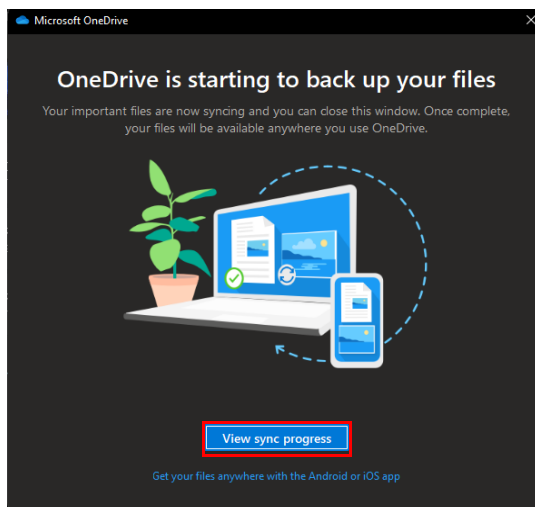 Microsoft OneDrive
OneDrive is starting to back up your files
Your important files are now syncing and you can close this window. Once complete,
your files will be available anywhere you use OneDrive.
View sync progress
Get your files anywhere with the Android or iOS app